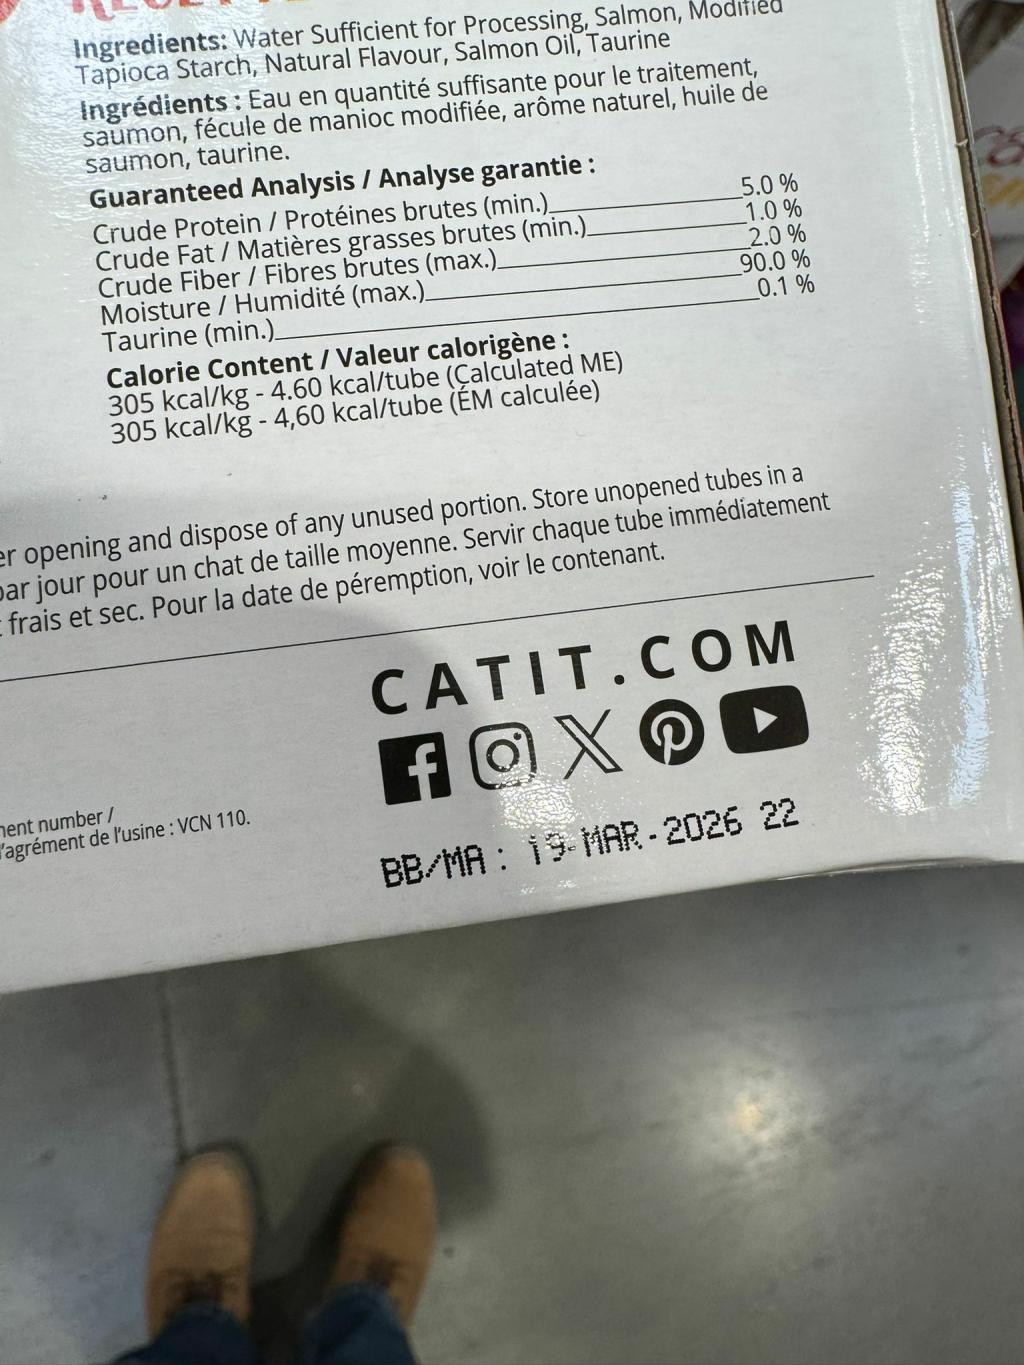 Ingredients: Water Sufficient for Processing, Salmon, Modified
Tapioca Starch, Natural Flavour, Salmon Oil, Taurine
Ingrédients : Eau en quantité suffisante pour le traitement,
saumon, fécule de manioc modifiée, arôme naturel, huile de
saumon, taurine.
Guaranteed Analysis / Analyse garantie :
Crude Protein / Protéines brutes (min.) 5.0 %
Crude Fat / Matières grasses brutes (min.) 1.0 %
Crude Fiber / Fibres brutes (max.) 2.0 %
Moisture / Humidité (max.) 90.0 %
Taurine (min.) 0.1 %
Calorie Content / Valeur calorigène :
305 kcal/kg - 4.60 kcal/tube (Calculated ME)
305 kcal/kg - 4,60 kcal/tube (ÉM calculée)
opening and dispose of any unused portion. Store unopened tubes in a
par jour pour un chat de taille moyenne. Servir chaque tube immédiatement
frais et sec. Pour la date de péremption, voir le contenant.
CATIT.COM
number /
l'agrément de l'usine : VCN 110.
BB/MA : 19-MAR-2026 22